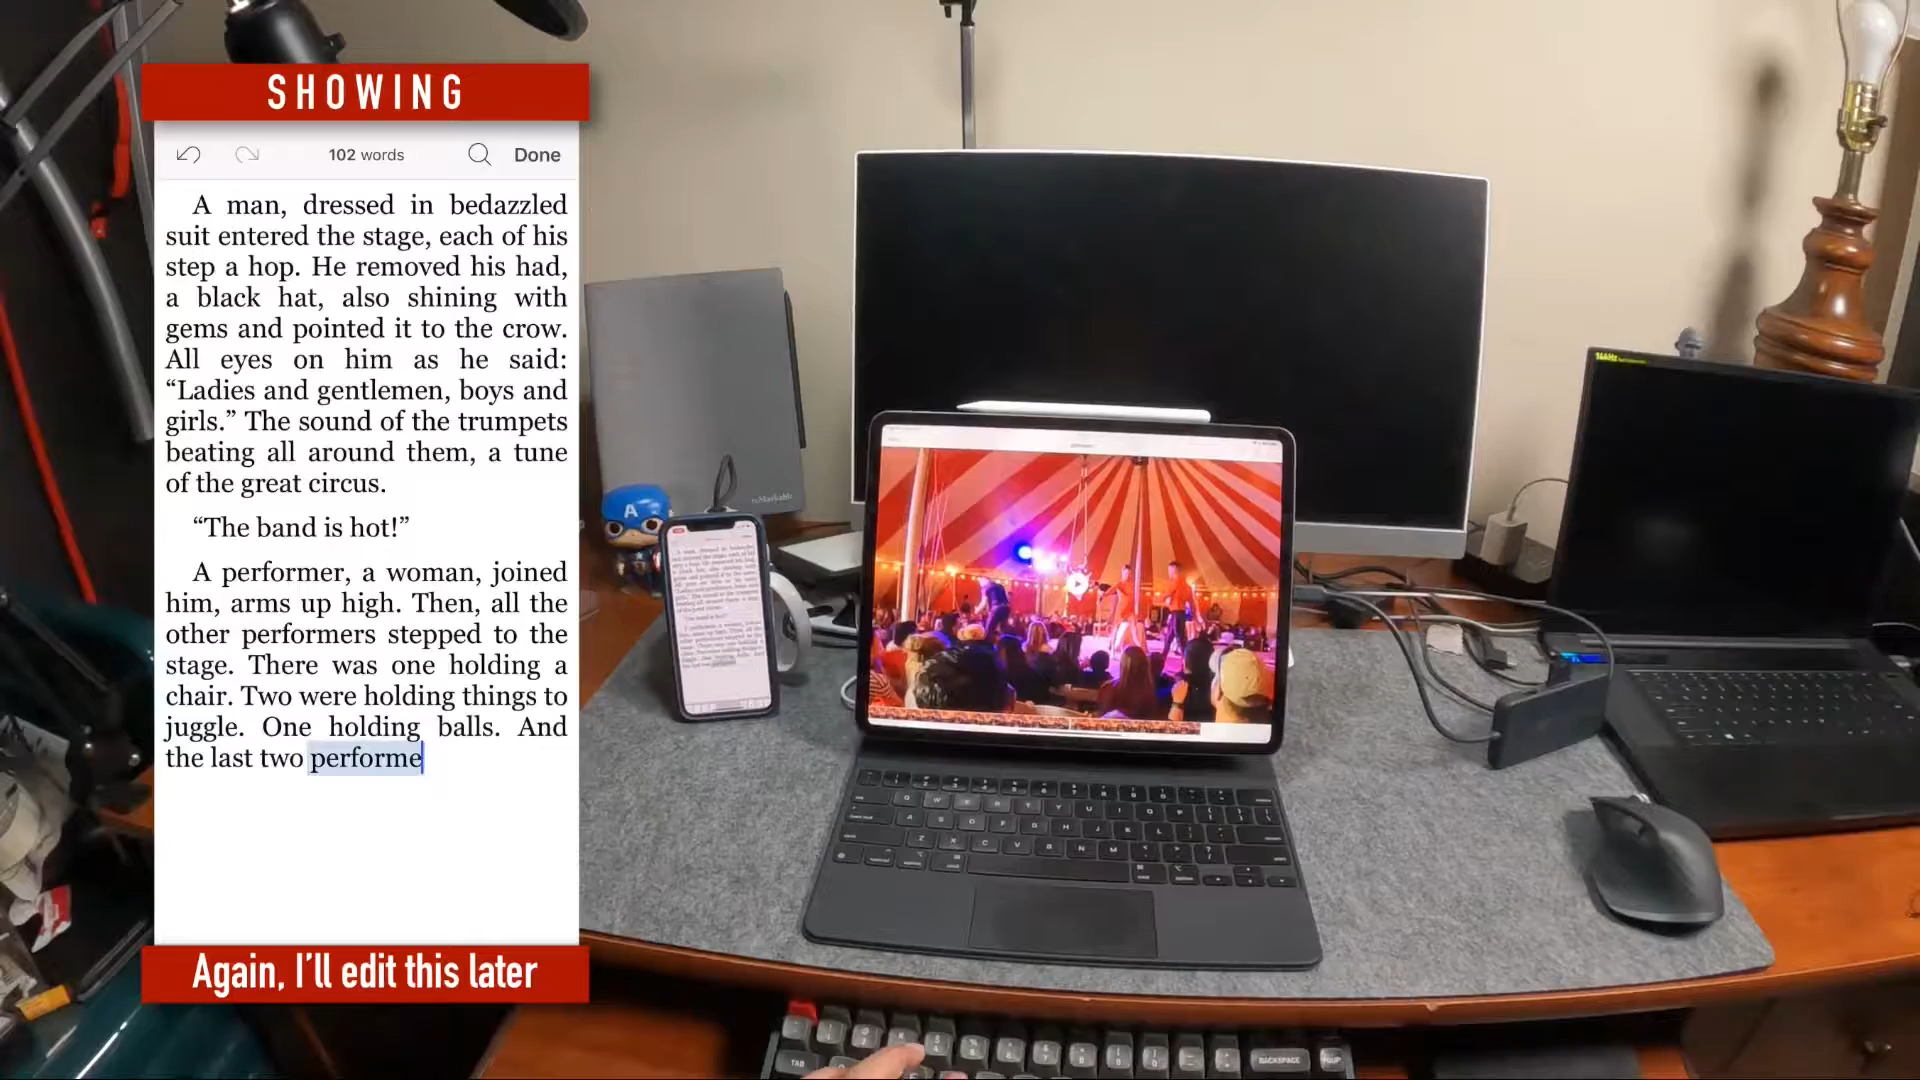 SHOWING
102 words
Done
A man, dressed in bedazzled
suit entered the stage, each of his
step a hop. He removed his had,
a black hat, also shining with
gems and pointed it to the crow.
All eyes on him as he said:
“Ladies and gentlemen, boys and
girls.” The sound of the trumpets
beating all around them, a tune
of the great circus.
“The band is hot!”
A performer, a woman, joined
him, arms up high. Then, all the
other performers stepped to the
stage. There was one holding a
chair. Two were holding things to
juggle. One holding balls. And
the last two performe
Again, I’ll edit this later
reMarkable
A
BACKSPACE
PGUP
TAB